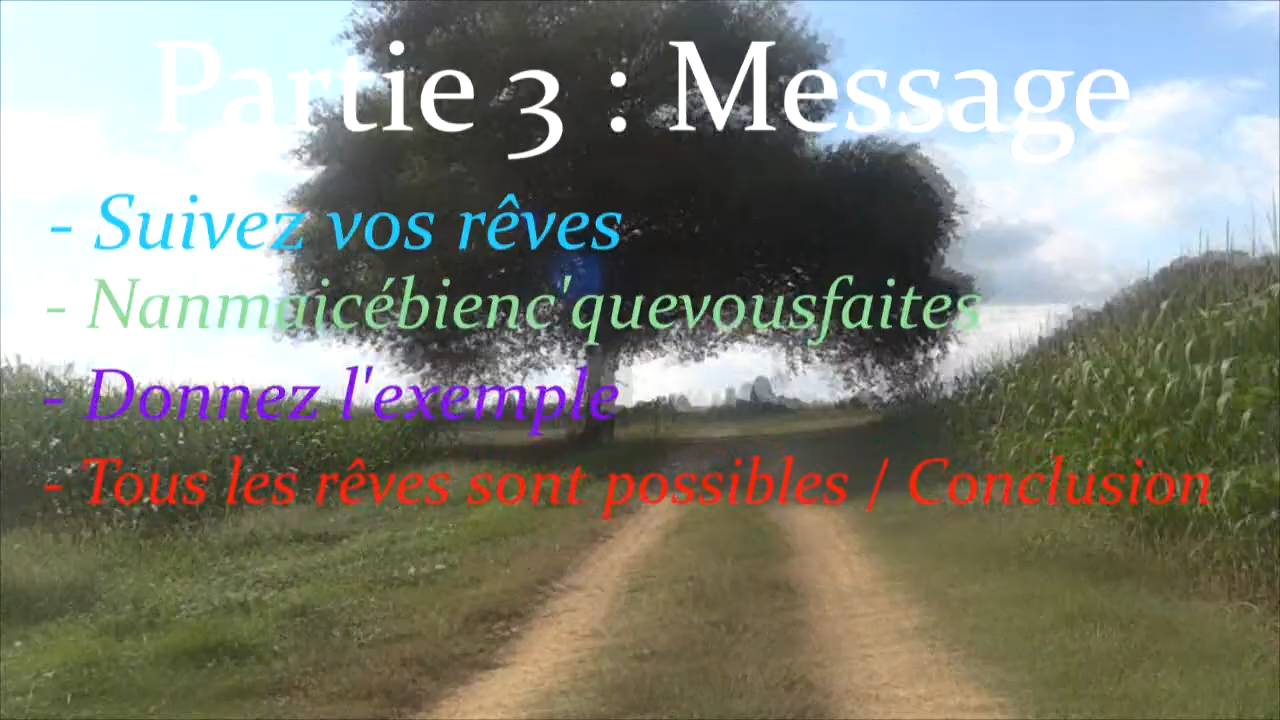 Partie 3 : Message
- Suivez vos rêves
- Nanmaicébienc'quevousfaites
- Donnez l'exemple
- Tous les rêves sont possibles / Conclusion